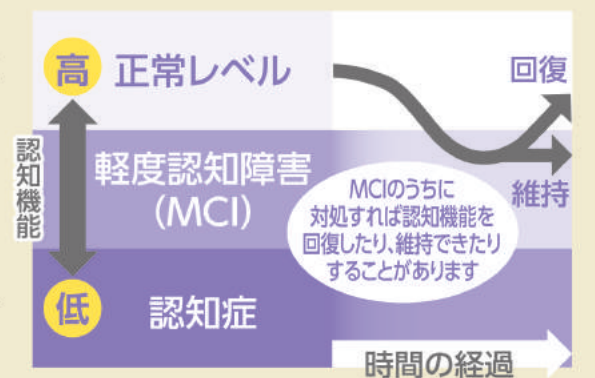 高 正常レベル
回復
認知機能
軽度認知障害
(MCI)
維持
MCIのうちに
対処すれば認知機能を
回復したり、維持できたり
することがあります
低 認知症
時間の経過